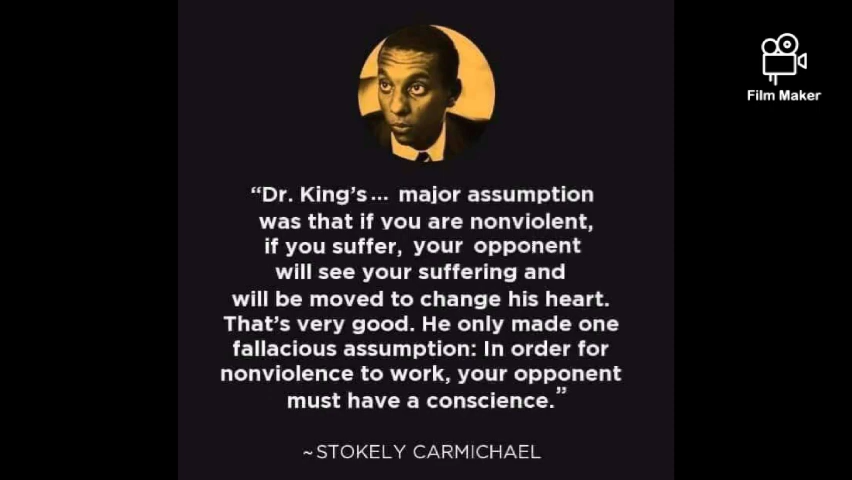 Film Maker
“Dr. King’s... major assumption
was that if you are nonviolent,
if you suffer, your opponent
will see your suffering and
will be moved to change his heart.
That’s very good. He only made one
fallacious assumption: In order for
nonviolence to work, your opponent
must have a conscience.”
~STOKELY CARMICHAEL